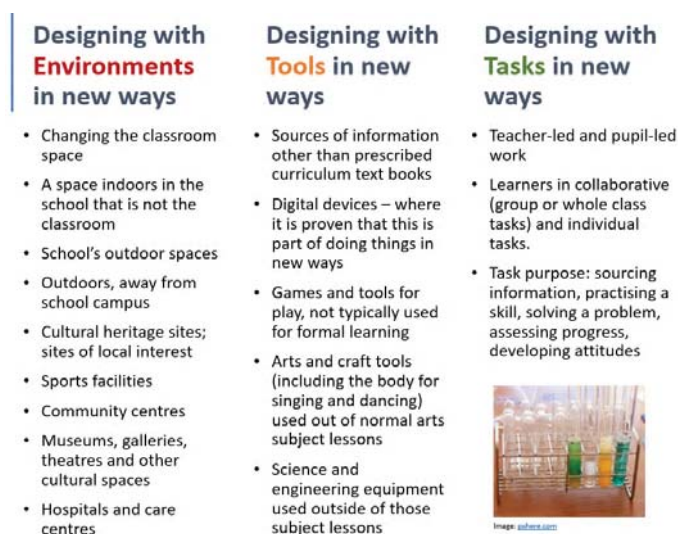 Designing with
Environments
in new ways
• Changing the classroom
space
• A space indoors in the
school that is not the
classroom
• School's outdoor spaces
• Outdoors, away from
school campus
• Cultural heritage sites;
sites of local interest
• Sports facilities
• Community centres
• Museums, galleries,
theatres and other
cultural spaces
• Hospitals and care
centres
Designing with
Tools in new
ways
• Sources of information
other than prescribed
curriculum text books
• Digital devices – where
it is proven that this is
part of doing things in
new ways
• Games and tools for
play, not typically used
for formal learning
• Arts and craft tools
(including the body for
singing and dancing)
used out of normal arts
subject lessons
• Science and
engineering equipment
used outside of those
subject lessons
Designing with
Tasks in new
ways
• Teacher-led and pupil-led
work
• Learners in collaborative
(group or whole class
tasks) and individual
tasks.
• Task purpose: sourcing
information, practising a
skill, solving a problem,
assessing progress,
developing attitudes
Image: pxhere.com